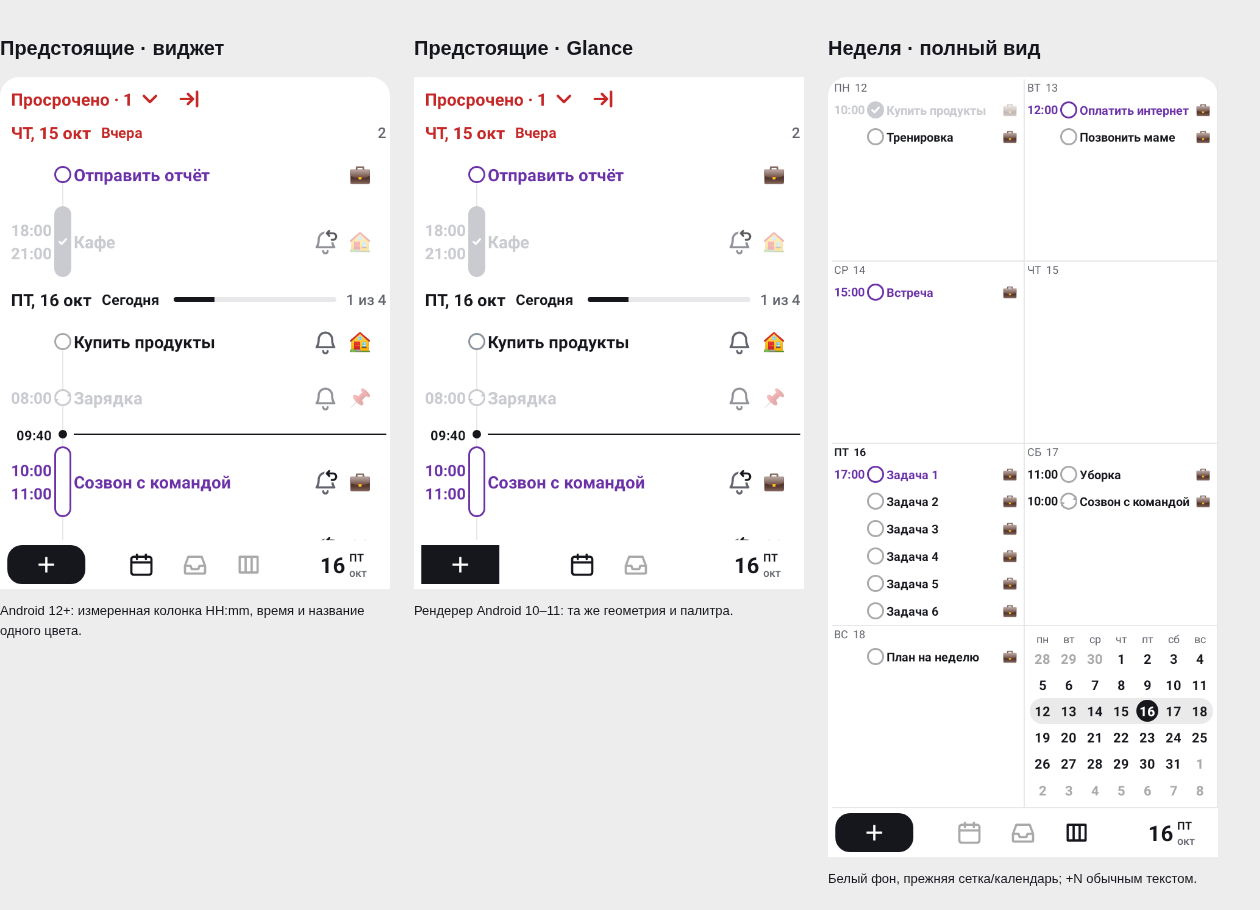 Предстоящие · виджет
Просрочено · 1
ЧТ, 15 окт Вчера 2
Отправить отчёт
18:00
21:00
Кафе
ПТ, 16 окт Сегодня 1 из 4
Купить продукты
08:00 Зарядка
09:40
10:00
11:00
Созвон с командой
+ 16 ПТ
окт
Android 12+: измеренная колонка HH:mm, время и название
одного цвета.
Предстоящие · Glance
Просрочено · 1
ЧТ, 15 окт Вчера 2
Отправить отчёт
18:00
21:00
Кафе
ПТ, 16 окт Сегодня 1 из 4
Купить продукты
08:00 Зарядка
09:40
10:00
11:00
Созвон с командой
+ 16 ПТ
окт
Рендерер Android 10–11: та же геометрия и палитра.
Неделя · полный вид
ПН 12
10:00 Купить продукты
Тренировка
ВТ 13
12:00 Оплатить интернет
Позвонить маме
СР 14
15:00 Встреча
ЧТ 15
ПТ 16
17:00 Задача 1
Задача 2
Задача 3
Задача 4
Задача 5
Задача 6
СБ 17
11:00 Уборка
10:00 Созвон с командой
ВС 18
План на неделю
пн вт ср чт пт сб вс
28 29 30 1 2 3 4
5 6 7 8 9 10 11
12 13 14 15 16 17 18
19 20 21 22 23 24 25
26 27 28 29 30 31 1
2 3 4 5 6 7 8
+ 16 ПТ
окт
Белый фон, прежняя сетка/календарь; +N обычным текстом.